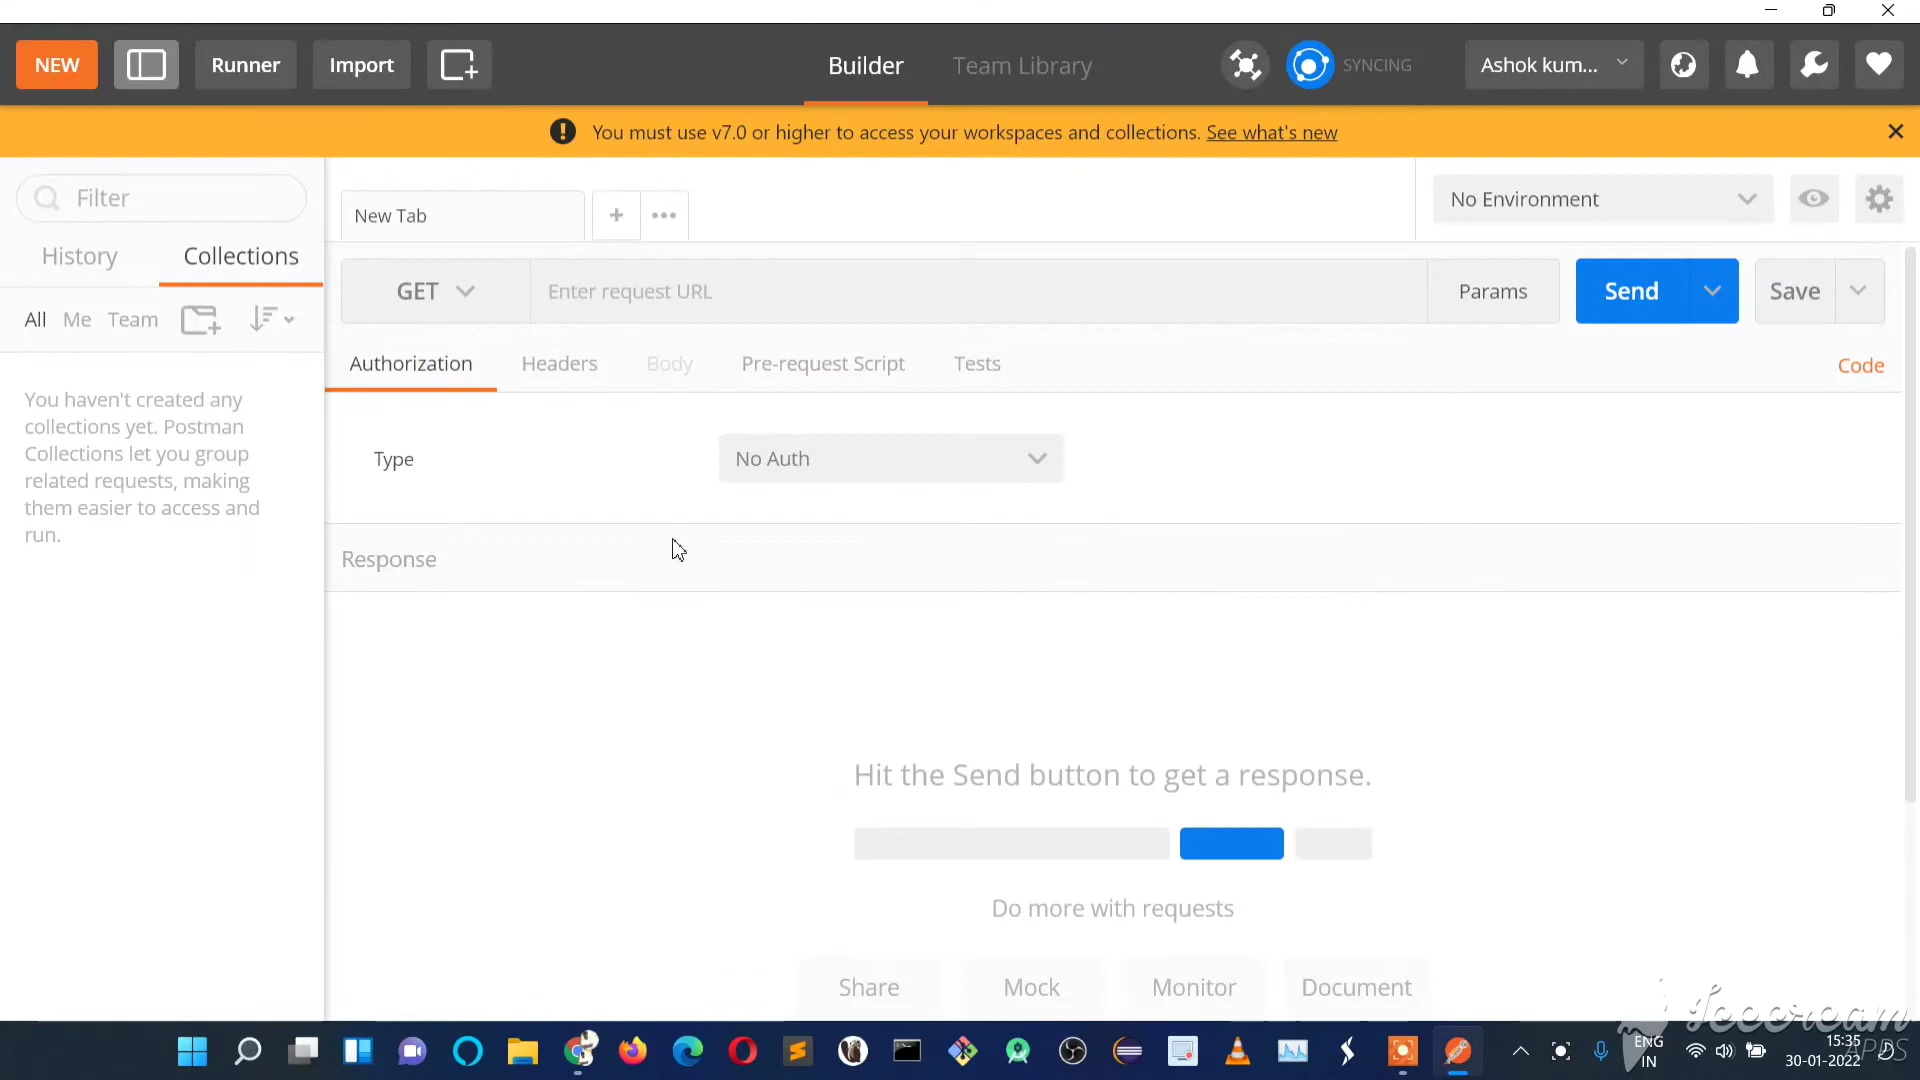 NEW
Runner
Import
Builder
Team Library
SYNCING
Ashok kum...
You must use v7.0 or higher to access your workspaces and collections. See what's new
Filter
History
Collections
All
Me
Team
You haven't created any
collections yet. Postman
Collections let you group
related requests, making
them easier to access and
run.
New Tab
+
•••
No Environment
GET
Enter request URL
Params
Send
Save
Authorization
Headers
Body
Pre-request Script
Tests
Code
Type
No Auth
Response
Hit the Send button to get a response.
Do more with requests
Share
Mock
Monitor
Document
Icecream
APPS
ENG
IN
15:35
30-01-2022